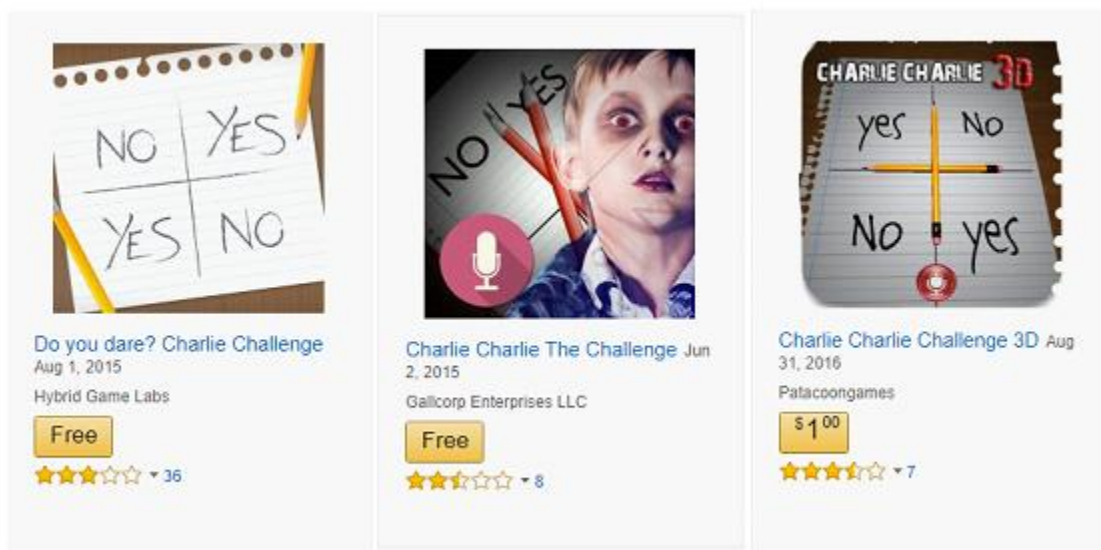 NO YES
YES NO
Do you dare? Charlie Challenge
Aug 1, 2015
Hybrid Game Labs
Free
36
NO YES
Charlie Charlie The Challenge Jun
2, 2015
Gallcorp Enterprises LLC
Free
8
CHARLIE CHARLIE 3D
yes No
No yes
Charlie Charlie Challenge 3D Aug
31, 2016
Patacoongames
$1 00
7